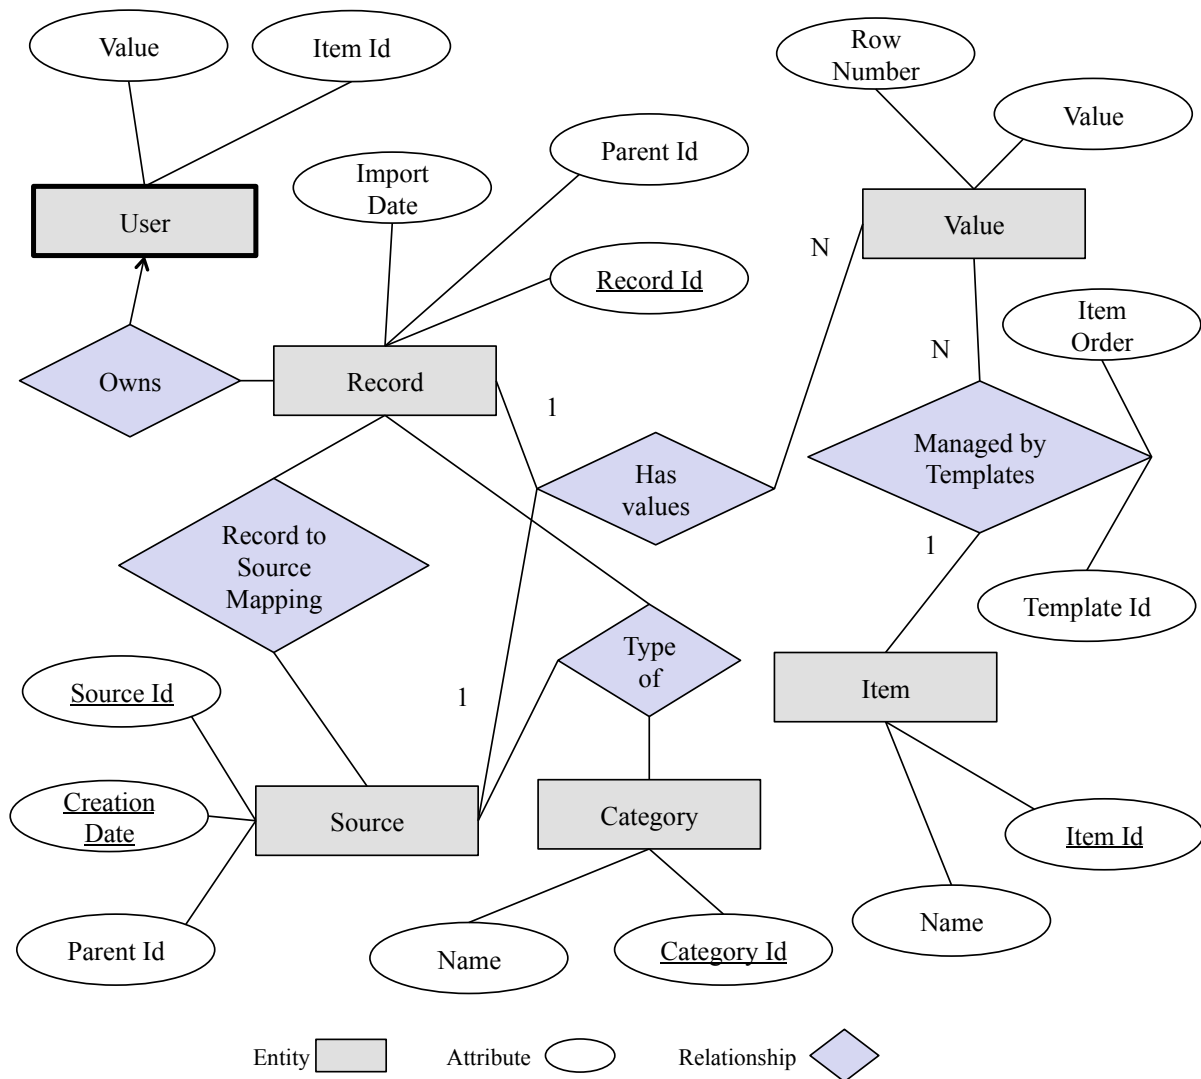 Value
Item Id
Row
Number
Value
Parent Id
Import
Date
User
Value
N
Record Id
Item
Order
N
Owns
Record
1
Managed by
Templates
Has
values
Record to
Source
Mapping
1
Template Id
Type
of
Source Id
1
Item
Creation
Date
Source
Category
Item Id
Parent Id
Name
Category Id
Name
Entity
Attribute
Relationship